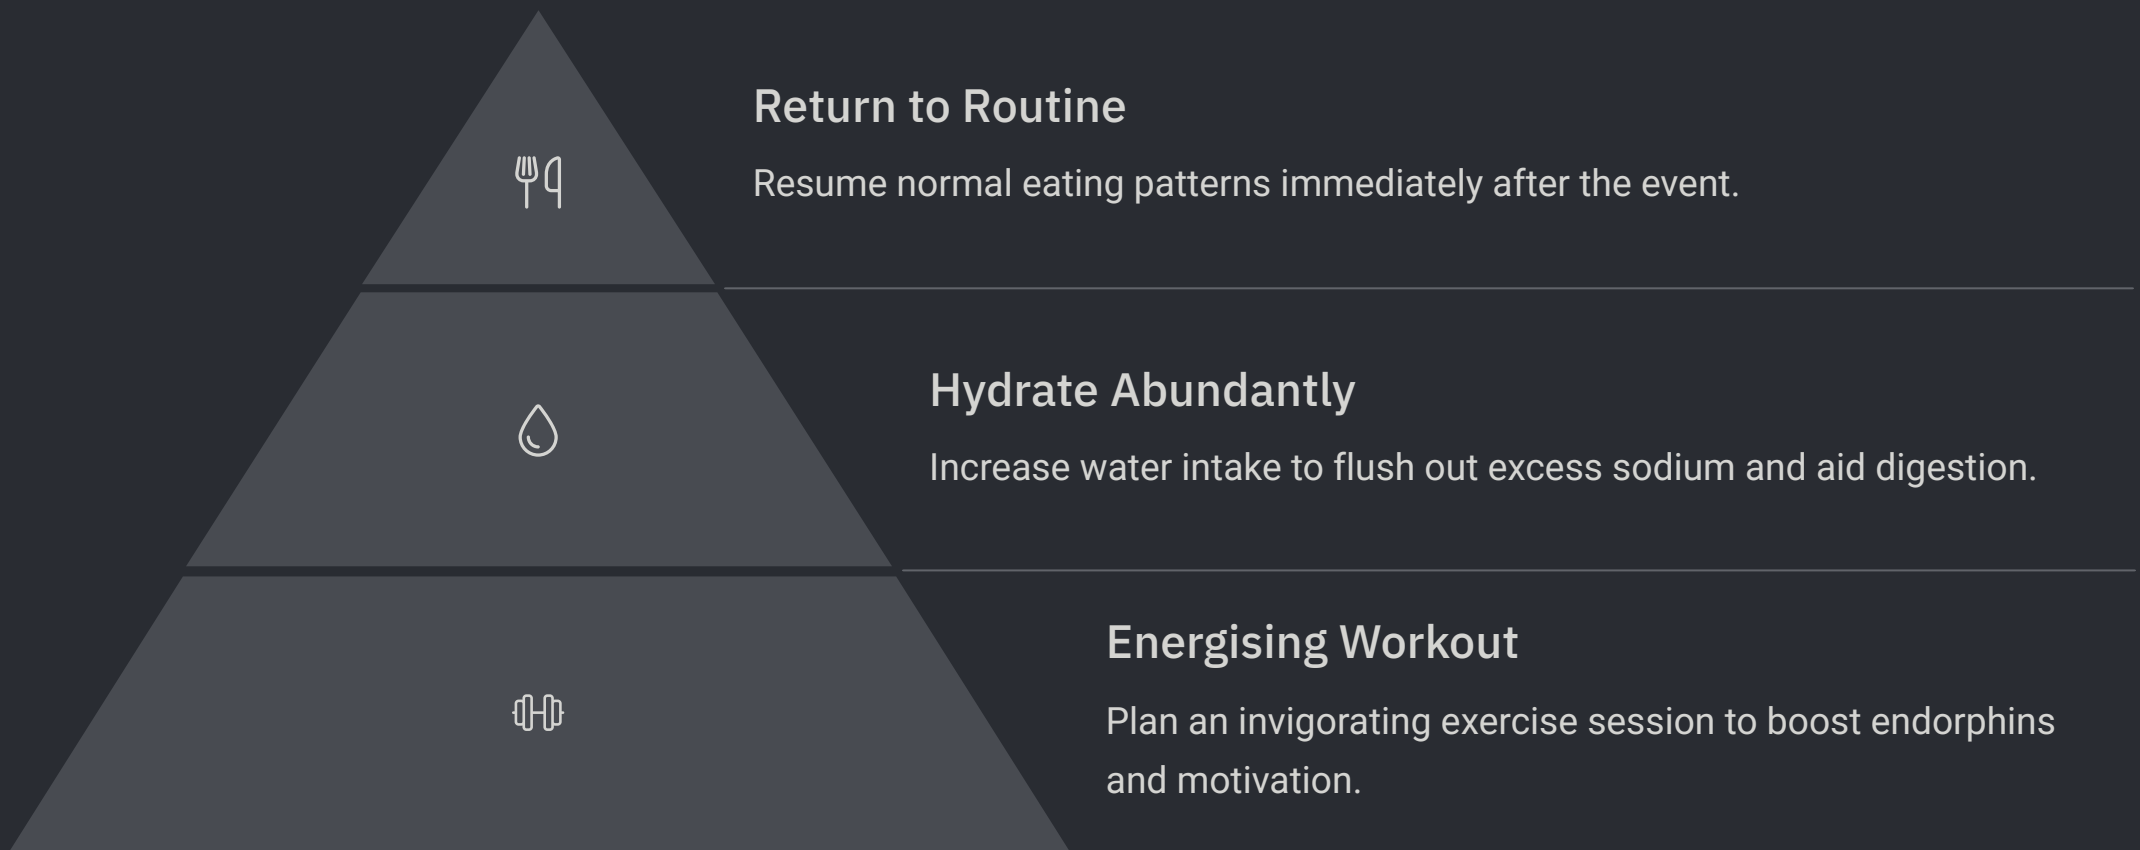 Return to Routine
Resume normal eating patterns immediately after the event.
Hydrate Abundantly
Increase water intake to flush out excess sodium and aid digestion.
Energising Workout
Plan an invigorating exercise session to boost endorphins
and motivation.